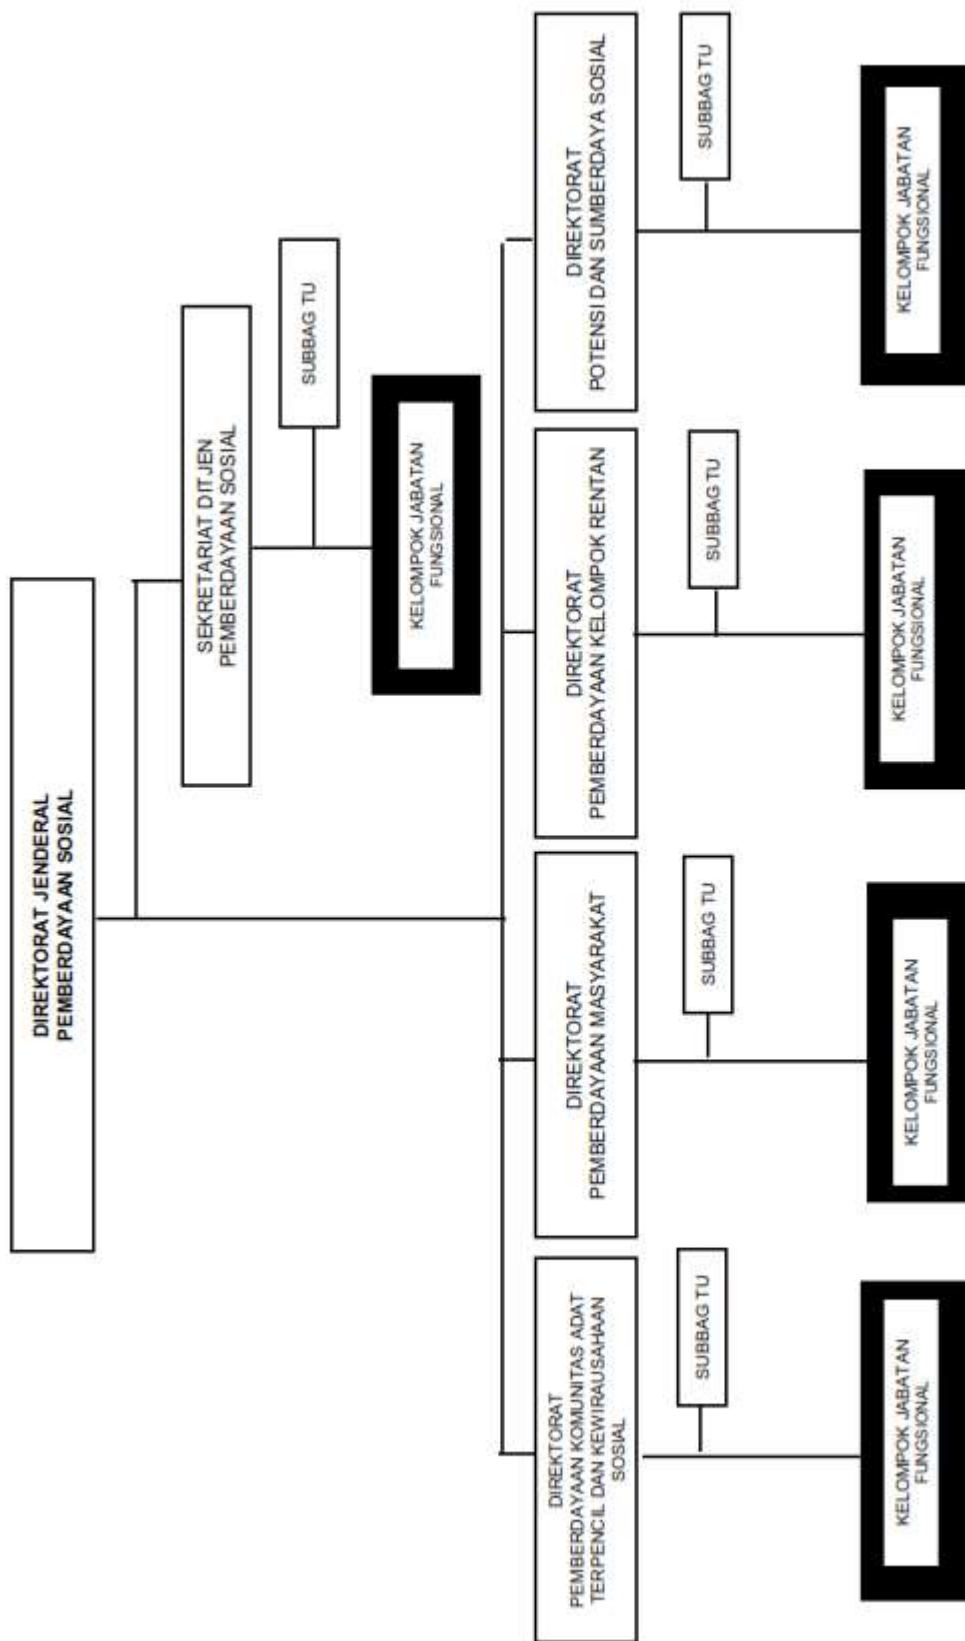 DIREKTORAT JENDERAL
PEMBERDAYAAN SOSIAL
SEKRETARIAT DITJEN
PEMBERDAYAAN SOSIAL
SUBBAG TU
KELOMPOK JABATAN
FUNGSIONAL
DIREKTORAT
PEMBERDAYAAN KOMUNITAS ADAT
TERPENCIL DAN KEWIRAUSAHAAN
SOSIAL
DIREKTORAT
PEMBERDAYAAN MASYARAKAT
DIREKTORAT
PEMBERDAYAAN KELOMPOK RENTAN
DIREKTORAT
POTENSI DAN SUMBERDAYA SOSIAL
SUBBAG TU
SUBBAG TU
SUBBAG TU
SUBBAG TU
KELOMPOK JABATAN
FUNGSIONAL
KELOMPOK JABATAN
FUNGSIONAL
KELOMPOK JABATAN
FUNGSIONAL
KELOMPOK JABATAN
FUNGSIONAL